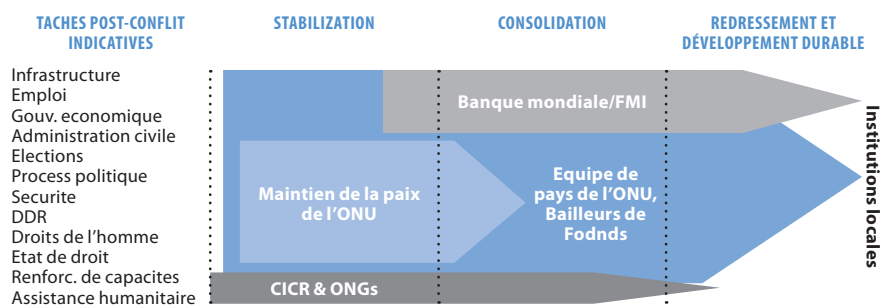 TACHES POST-CONFLIT
INDICATIVES
STABILIZATION
CONSOLIDATION
REDRESSEMENT ET
DÉVELOPPEMENT DURABLE
Infrastructure
Emploi
Gouv. economique
Administration civile
Elections
Process politique
Securite
DDR
Droits de l'homme
Etat de droit
Renforc. de capacites
Assistance humanitaire
Banque mondiale/FMI
Maintien de la paix
de l'ONU
Equipe de
pays de l'ONU,
Bailleurs de
Fodnds
CICR & ONGs
Institutions locales